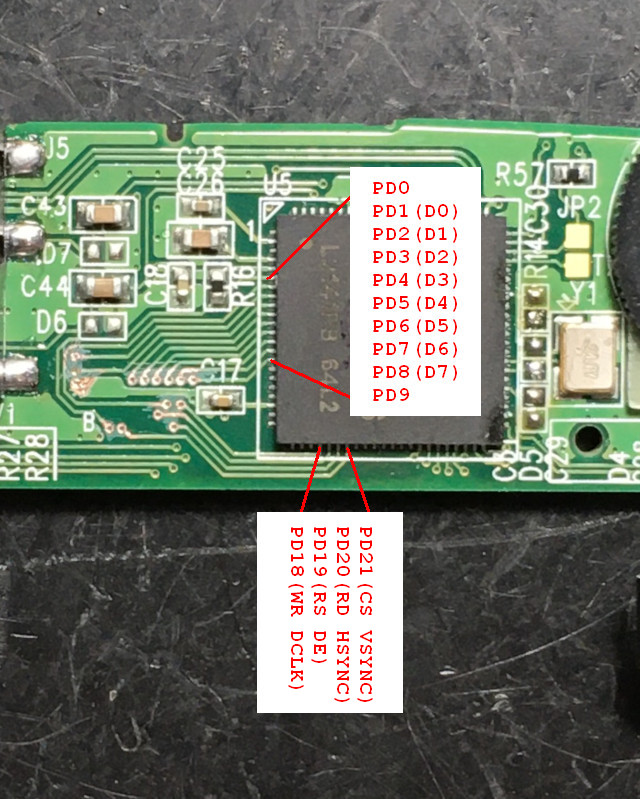 J5
C25
C26
U5
R57
C43
C30
JP2
1
D7
R14
T
C44
C18
R16
Y1
D6
C17
B
R27
R28
D5
C29
D4
PD0
PD1(D0)
PD2(D1)
PD3(D2)
PD4(D3)
PD5(D4)
PD6(D5)
PD7(D6)
PD8(D7)
PD9
PD21(CS VSYNC)
PD20(RD HSYNC)
PD19(RS DE)
PD18(WR DCLK)